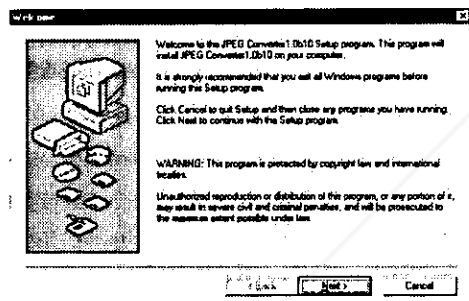 Welcome
Welcome to the JPEG Converter1.0b10 Setup program. This program will
install JPEG Converter1.0b10 on your computer.
It is strongly recommended that you exit all Windows programs before
running this Setup program.
Click Cancel to quit Setup and then close any programs you have running.
Click Next to continue with the Setup program.
WARNING: This program is protected by copyright law and international
treaties.
Unauthorized reproduction or distribution of this program, or any portion of it,
may result in severe civil and criminal penalties, and will be prosecuted to
the maximum extent possible under law.
< Back Next > Cancel